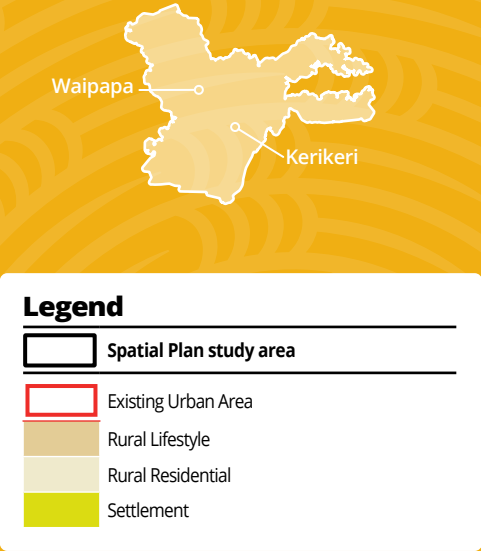 Waipapa
Kerikeri
Legend
Spatial Plan study area
Existing Urban Area
Rural Lifestyle
Rural Residential
Settlement